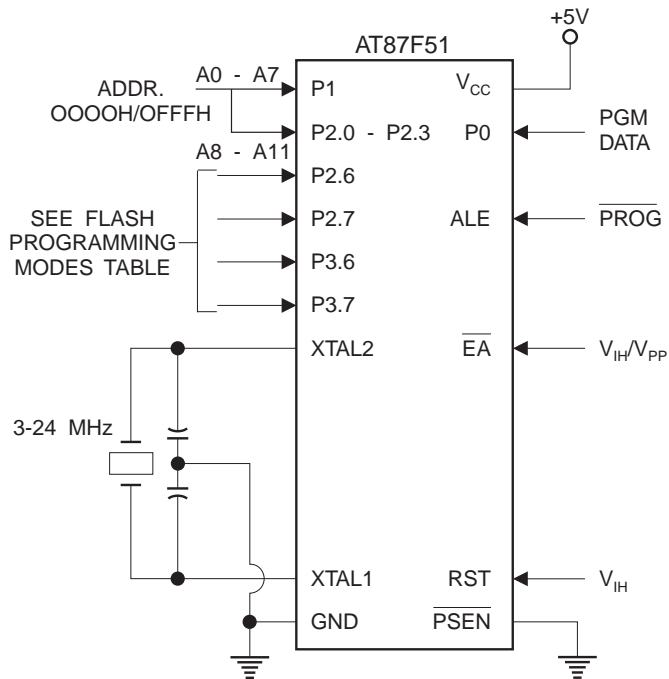 +5V
AT87F51
A0 - A7
ADDR.
OOOOH/OFFFH
P1
VCC
P2.0 - P2.3
P0
PGM
DATA
A8 - A11
P2.6
SEE FLASH
PROGRAMMING
MODES TABLE
P2.7
ALE
PROG
P3.6
P3.7
XTAL2
EA
VIH/VPP
3-24 MHz
XTAL1
RST
VIH
GND
PSEN